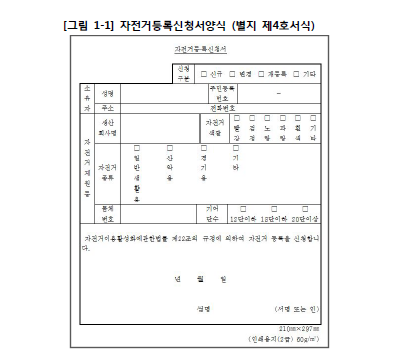 [그림 1-1] 자전거등록신청서양식 (별지 제4호서식)
자전거등록신청서
신청구분 □ 신규 □ 변경 □ 재등록 □ 기타
소유자 성명 주민등록번호 -
주소 전화번호
자전거제원등 생산회사명 자전거색깔 □빨강 □검정 □노랑 □파랑 □흰색 □기타
자전거종류 □일반생활용 □산악용 □경기용 □기타
물체번호 기어단수 □12단이하 □18단이하 □20단이상
자전거이용활성화에관한법률 제22조의 규정에 의하여 자전거 등록을 신청합니
다.
년 월 일
성명 (서명 또는 인)
210㎜×297㎜
(인쇄용지(2급) 60g/㎡)